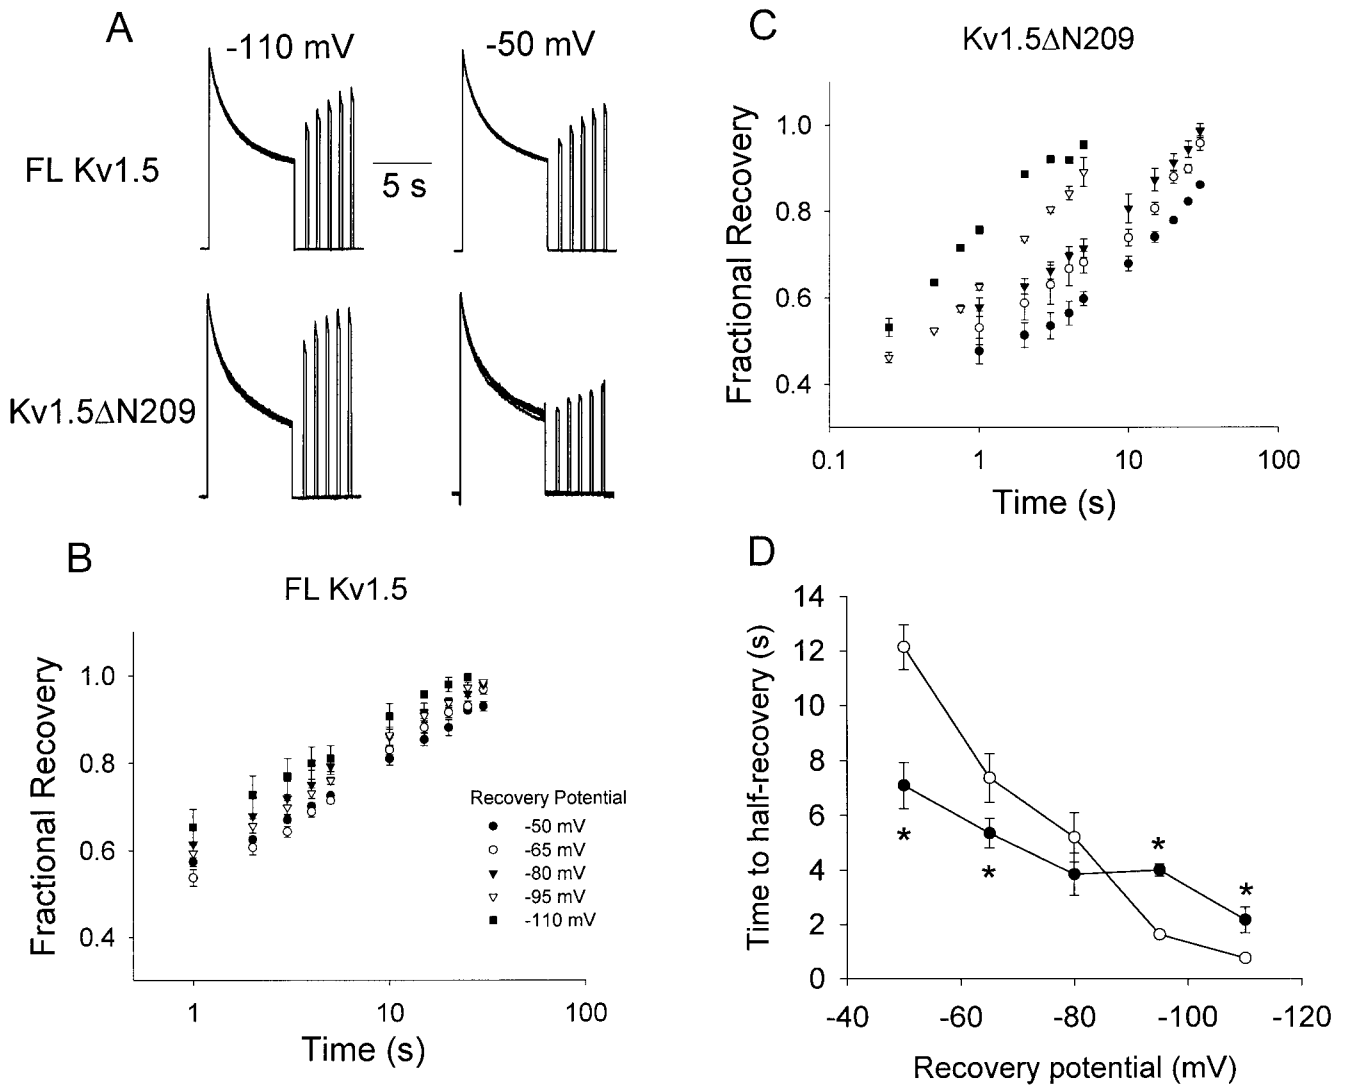 A
-110 mV
-50 mV
FL Kv1.5
5 s
Kv1.5ΔN209
B
FL Kv1.5
Fractional Recovery
1.0
0.8
0.6
0.4
1
10
100
Time (s)
Recovery Potential
-50 mV
-65 mV
-80 mV
-95 mV
-110 mV
C
Kv1.5ΔN209
Fractional Recovery
1.0
0.8
0.6
0.4
0.1
1
10
100
Time (s)
D
Time to half-recovery (s)
14
12
10
8
6
4
2
0
*
*
*
*
-40
-60
-80
-100
-120
Recovery potential (mV)